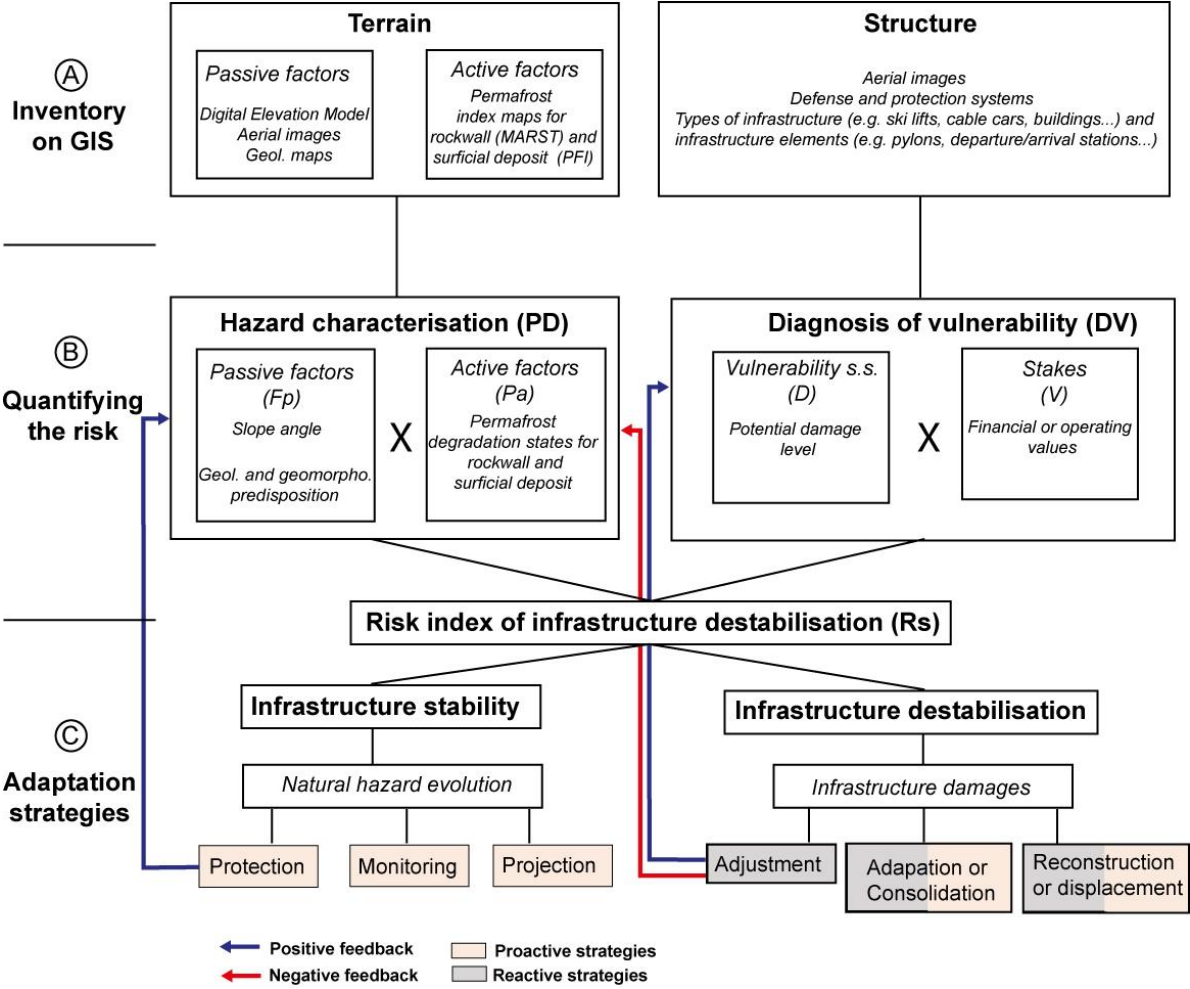 A
Inventory
on GIS
Terrain
Passive factors
Digital Elevation Model
Aerial images
Geol. maps
Active factors
Permafrost
index maps for
rockwall (MARST) and
surficial deposit (PFI)
Structure
Aerial images
Defense and protection systems
Types of infrastructure (e.g. ski lifts, cable cars, buildings...) and
infrastructure elements (e.g. pylons, departure/arrival stations...)
B
Quantifying
the risk
Hazard characterisation (PD)
Passive factors
(Fp)
Slope angle
Geol. and geomorpho.
predisposition
X
Active factors
(Pa)
Permafrost
degradation states for
rockwall and
surficial deposit
Diagnosis of vulnerability (DV)
Vulnerability s.s.
(D)
Potential damage
level
X
Stakes
(V)
Financial or operating
values
Risk index of infrastructure destabilisation (Rs)
C
Adaptation
strategies
Infrastructure stability
Natural hazard evolution
Protection
Monitoring
Projection
Infrastructure destabilisation
Infrastructure damages
Adjustment
Adapation or
Consolidation
Reconstruction
or displacement
Positive feedback
Negative feedback
Proactive strategies
Reactive strategies